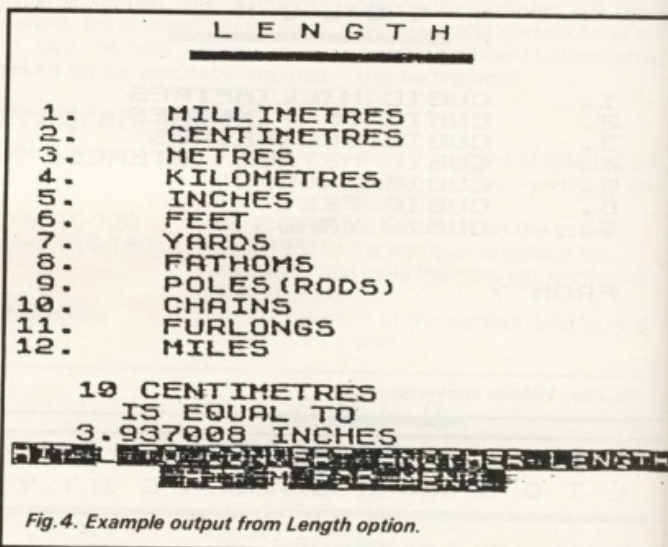 L E N G T H
1. MILLIMETRES
2. CENTIMETRES
3. METRES
4. KILOMETRES
5. INCHES
6. FEET
7. YARDS
8. FATHOMS
9. POLES(RODS)
10 CHAINS
11. FURLONGS
12. MILES
10 CENTIMETRES
IS EQUAL TO
3.937008 INCHES
TO CONVERT ANOTHER LENGTH
Fig.4. Example output from Length option.